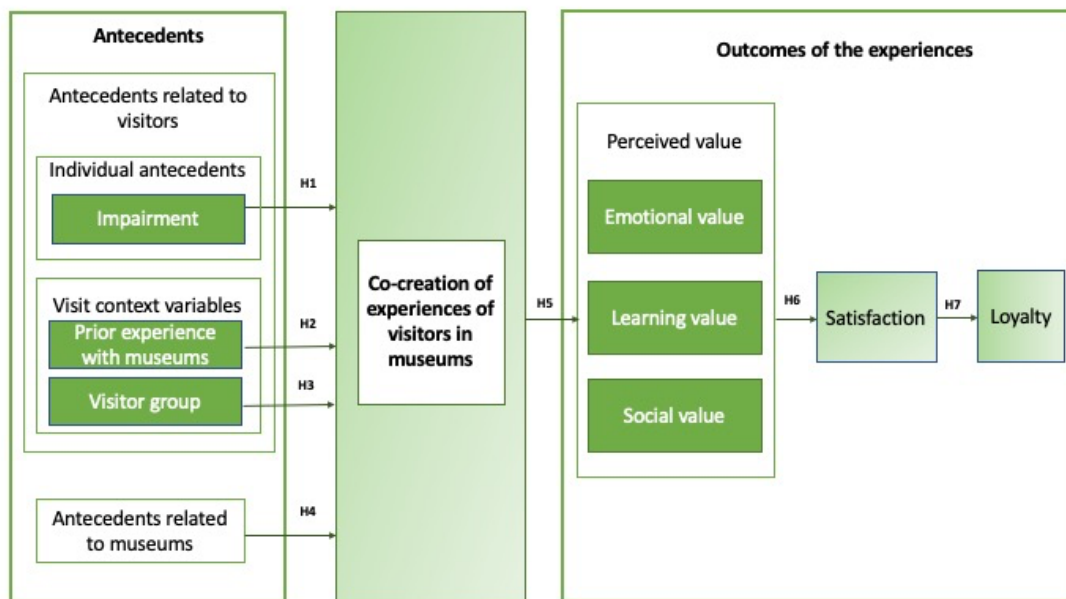 Antecedents
Antecedents related to
visitors
Individual antecedents
Impairment
H1
Visit context variables
Prior experience
with museums
H2
Visitor group
H3
Antecedents related
to museums
H4
Co-creation of
experiences of
visitors in
museums
H5
Outcomes of the experiences
Perceived value
Emotional value
Learning value
Social value
H6
Satisfaction
H7
Loyalty